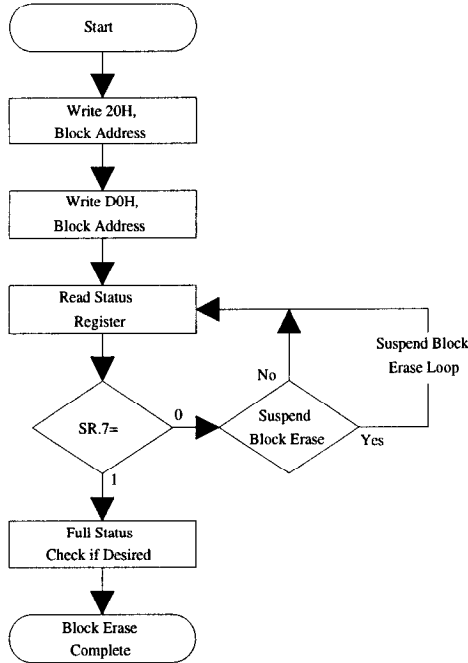 Start
Write 20H,
Block Address
Write D0H,
Block Address
Read Status
Register
Suspend Block
Erase Loop
No
SR.7=
0
Suspend
Block Erase
Yes
1
Full Status
Check if Desired
Block Erase
Complete